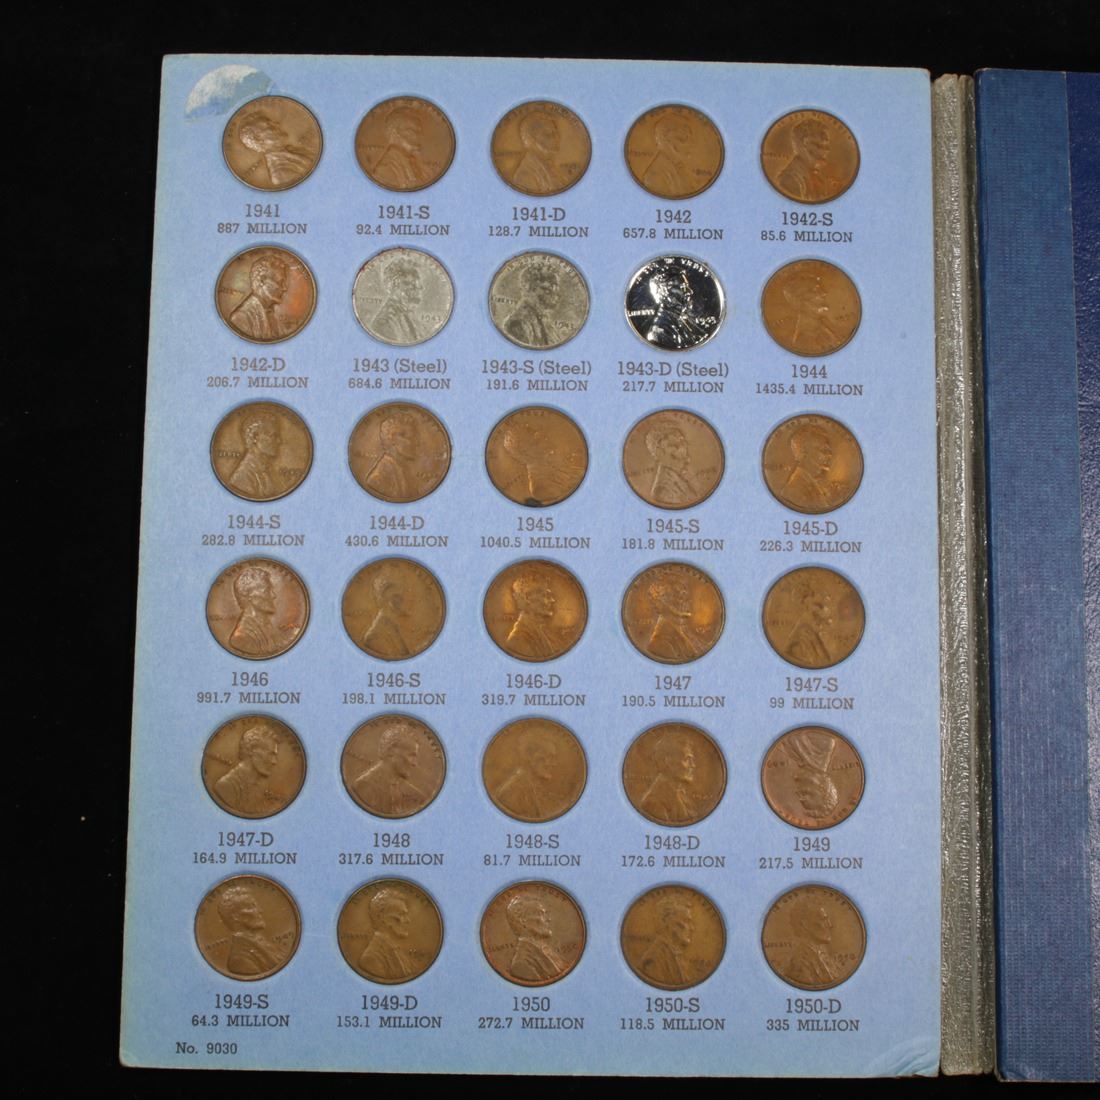 1941
887 MILLION
1941-S
92.4 MILLION
1941-D
128.7 MILLION
1942
657.8 MILLION
1942-S
85.6 MILLION
1942-D
206.7 MILLION
1943 (Steel)
684.6 MILLION
1943-S (Steel)
191.6 MILLION
1943-D (Steel)
217.7 MILLION
1944
1435.4 MILLION
1944-S
282.8 MILLION
1944-D
430.6 MILLION
1945
1040.5 MILLION
1945-S
181.8 MILLION
1945-D
226.3 MILLION
1946
991.7 MILLION
1946-S
198.1 MILLION
1946-D
319.7 MILLION
1947
190.5 MILLION
1947-S
99 MILLION
1947-D
164.9 MILLION
1948
317.6 MILLION
1948-S
81.7 MILLION
1948-D
172.6 MILLION
1949
217.5 MILLION
1949-S
64.3 MILLION
1949-D
153.1 MILLION
1950
272.7 MILLION
1950-S
118.5 MILLION
1950-D
335 MILLION
No. 9030